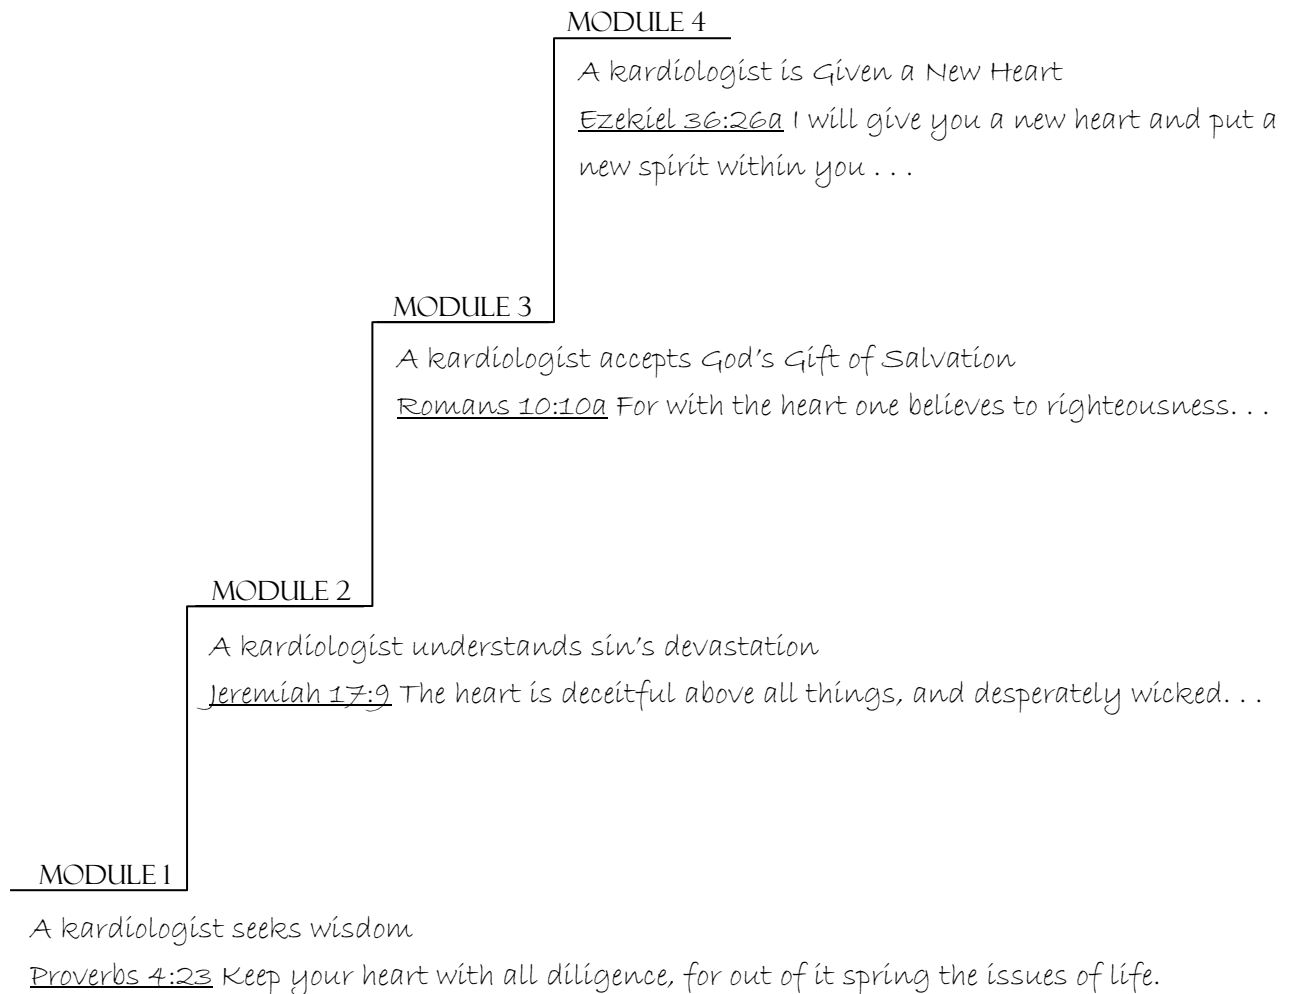 MODULE 4
A kardiologist is Given a New Heart
Ezekiel 36:26a I will give you a new heart and put a
new spirit within you . . .
MODULE 3
A kardiologist accepts God's Gift of Salvation
Romans 10:10a For with the heart one believes to righteousness. . .
MODULE 2
A kardiologist understands sin's devastation
Jeremiah 17:9 The heart is deceitful above all things, and desperately wicked. . .
MODULE 1
A kardiologist seeks wisdom
Proverbs 4:23 Keep your heart with all diligence, for out of it spring the issues of life.